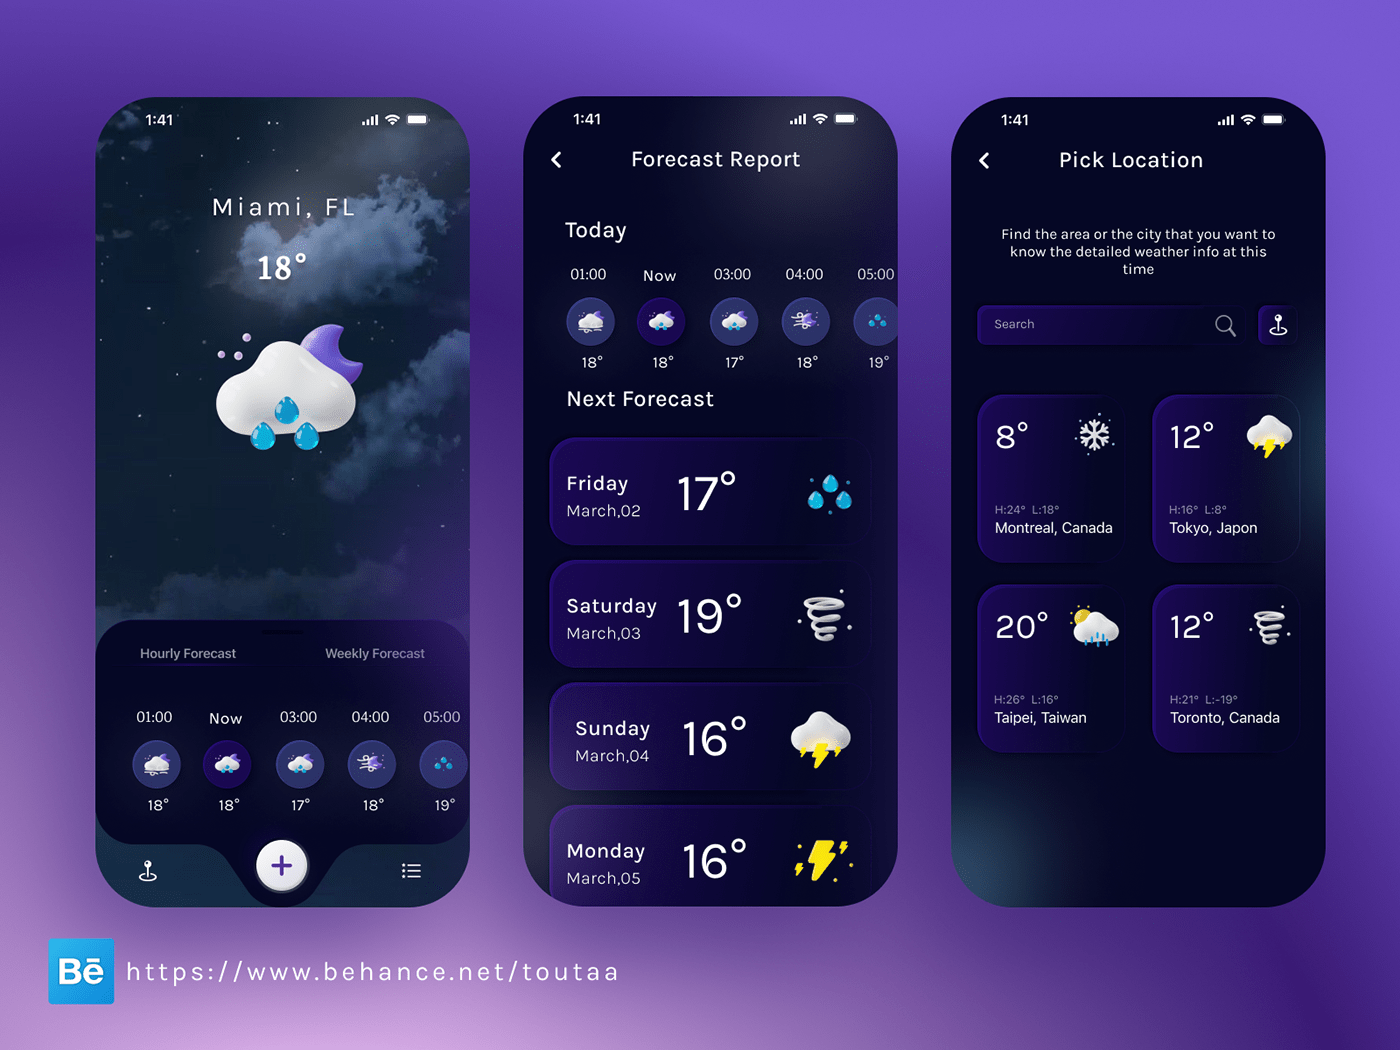 1:41
Miami, FL
18°
Hourly Forecast Weekly Forecast
01:00 Now 03:00 04:00 05:00
18° 18° 17° 18° 19°
1:41
Forecast Report
Today
01:00 Now 03:00 04:00 05:00
18° 18° 17° 18° 19°
Next Forecast
Friday 17°
March,02
Saturday 19°
March,03
Sunday 16°
March,04
Monday 16°
March,05
1:41
Pick Location
Find the area or the city that you want to
know the detailed weather info at this
time
Search
8°
H:24° L:18°
Montreal, Canada
12°
H:16° L:8°
Tokyo, Japon
20°
H:26° L:16°
Taipei, Taiwan
12°
H:21° L:-19°
Toronto, Canada
Bē https://www.behance.net/toutaa